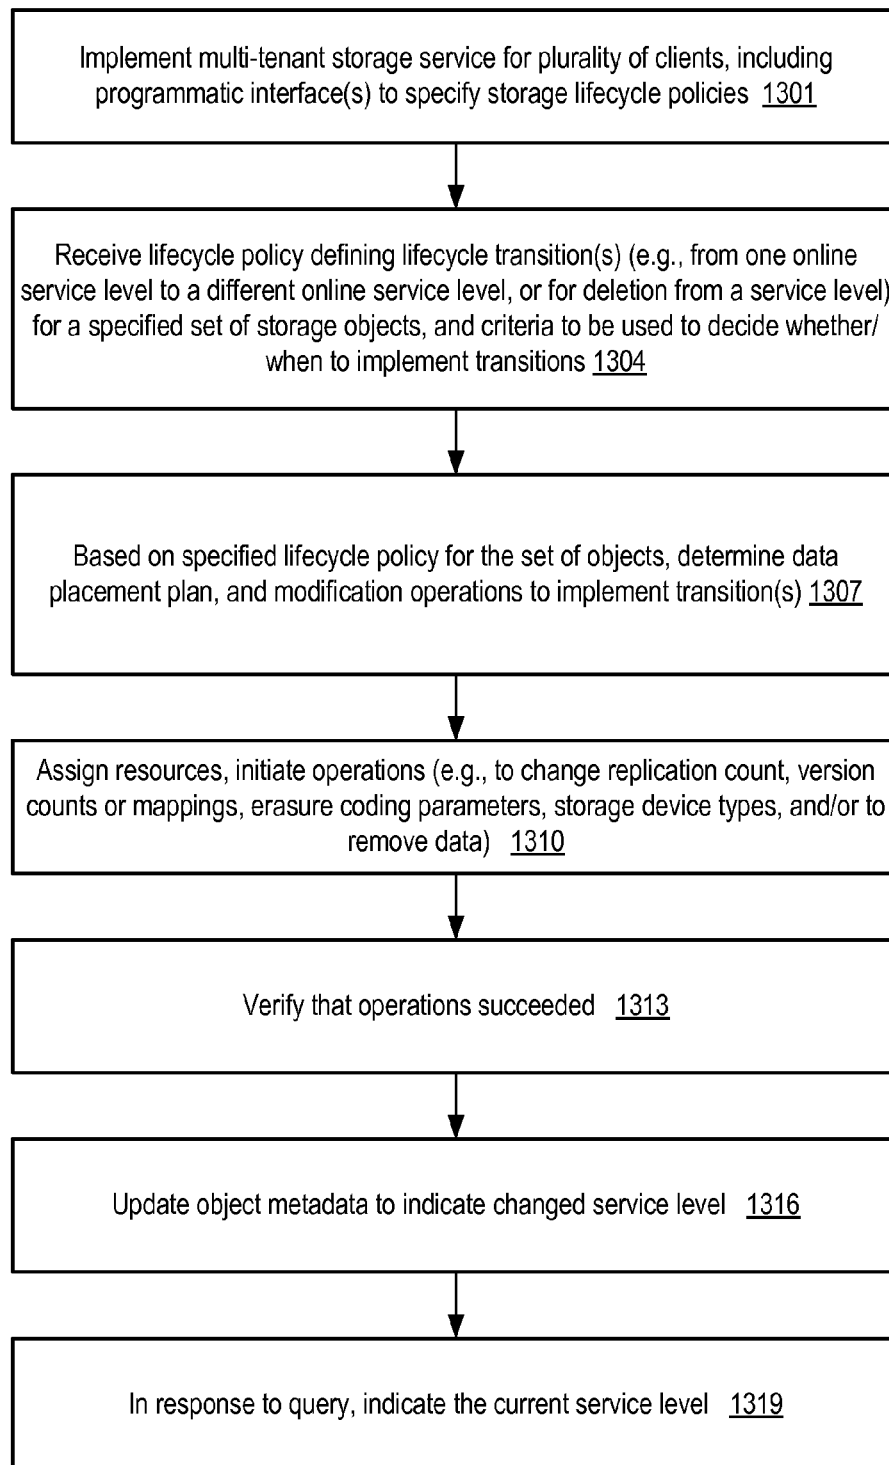 Implement multi-tenant storage service for plurality of clients, including
programmatic interface(s) to specify storage lifecycle policies 1301
Receive lifecycle policy defining lifecycle transition(s) (e.g., from one online
service level to a different online service level, or for deletion from a service level)
for a specified set of storage objects, and criteria to be used to decide whether/
when to implement transitions 1304
Based on specified lifecycle policy for the set of objects, determine data
placement plan, and modification operations to implement transition(s) 1307
Assign resources, initiate operations (e.g., to change replication count, version
counts or mappings, erasure coding parameters, storage device types, and/or to
remove data) 1310
Verify that operations succeeded 1313
Update object metadata to indicate changed service level 1316
In response to query, indicate the current service level 1319